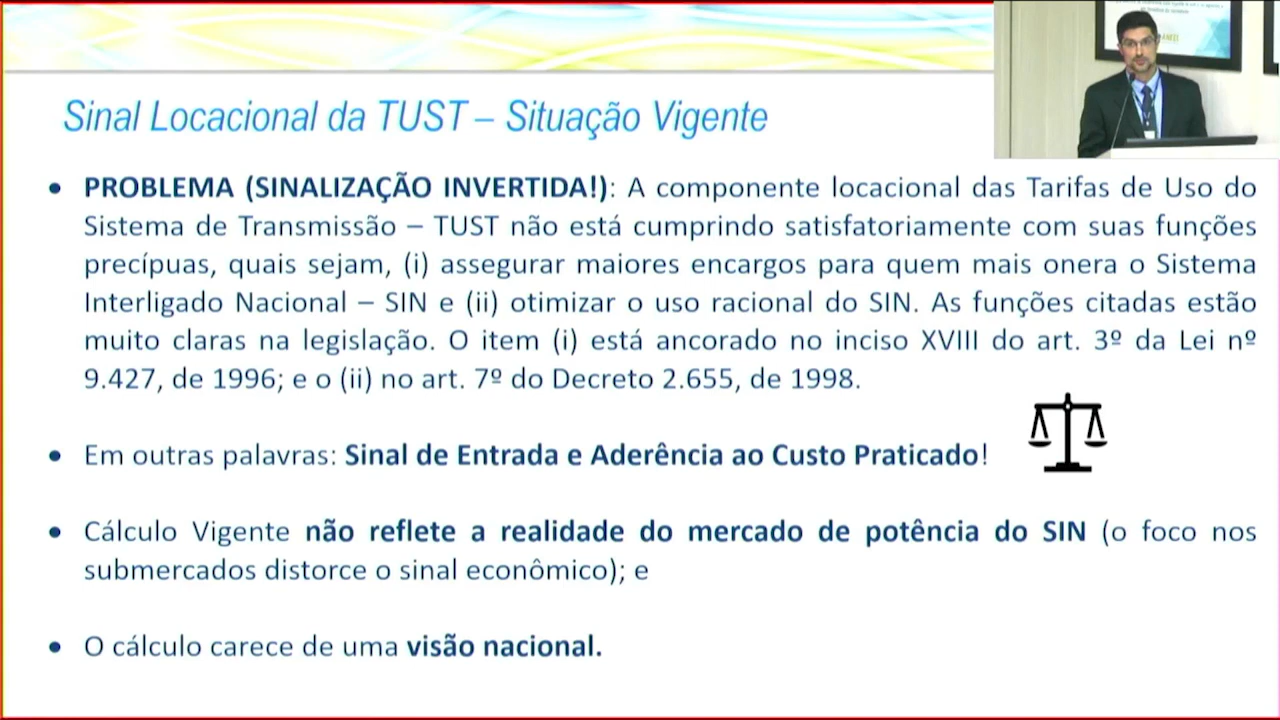 Sinal Locacional da TUST – Situação Vigente
• PROBLEMA (SINALIZAÇÃO INVERTIDA!): A componente locacional das Tarifas de Uso do
Sistema de Transmissão – TUST não está cumprindo satisfatoriamente com suas funções
precípuas, quais sejam, (i) assegurar maiores encargos para quem mais onera o Sistema
Interligado Nacional – SIN e (ii) otimizar o uso racional do SIN. As funções citadas estão
muito claras na legislação. O item (i) está ancorado no inciso XVIII do art. 3º da Lei nº
9.427, de 1996; e o (ii) no art. 7º do Decreto 2.655, de 1998.
• Em outras palavras: Sinal de Entrada e Aderência ao Custo Praticado!
• Cálculo Vigente não reflete a realidade do mercado de potência do SIN (o foco nos
submercados distorce o sinal econômico); e
• O cálculo carece de uma visão nacional.